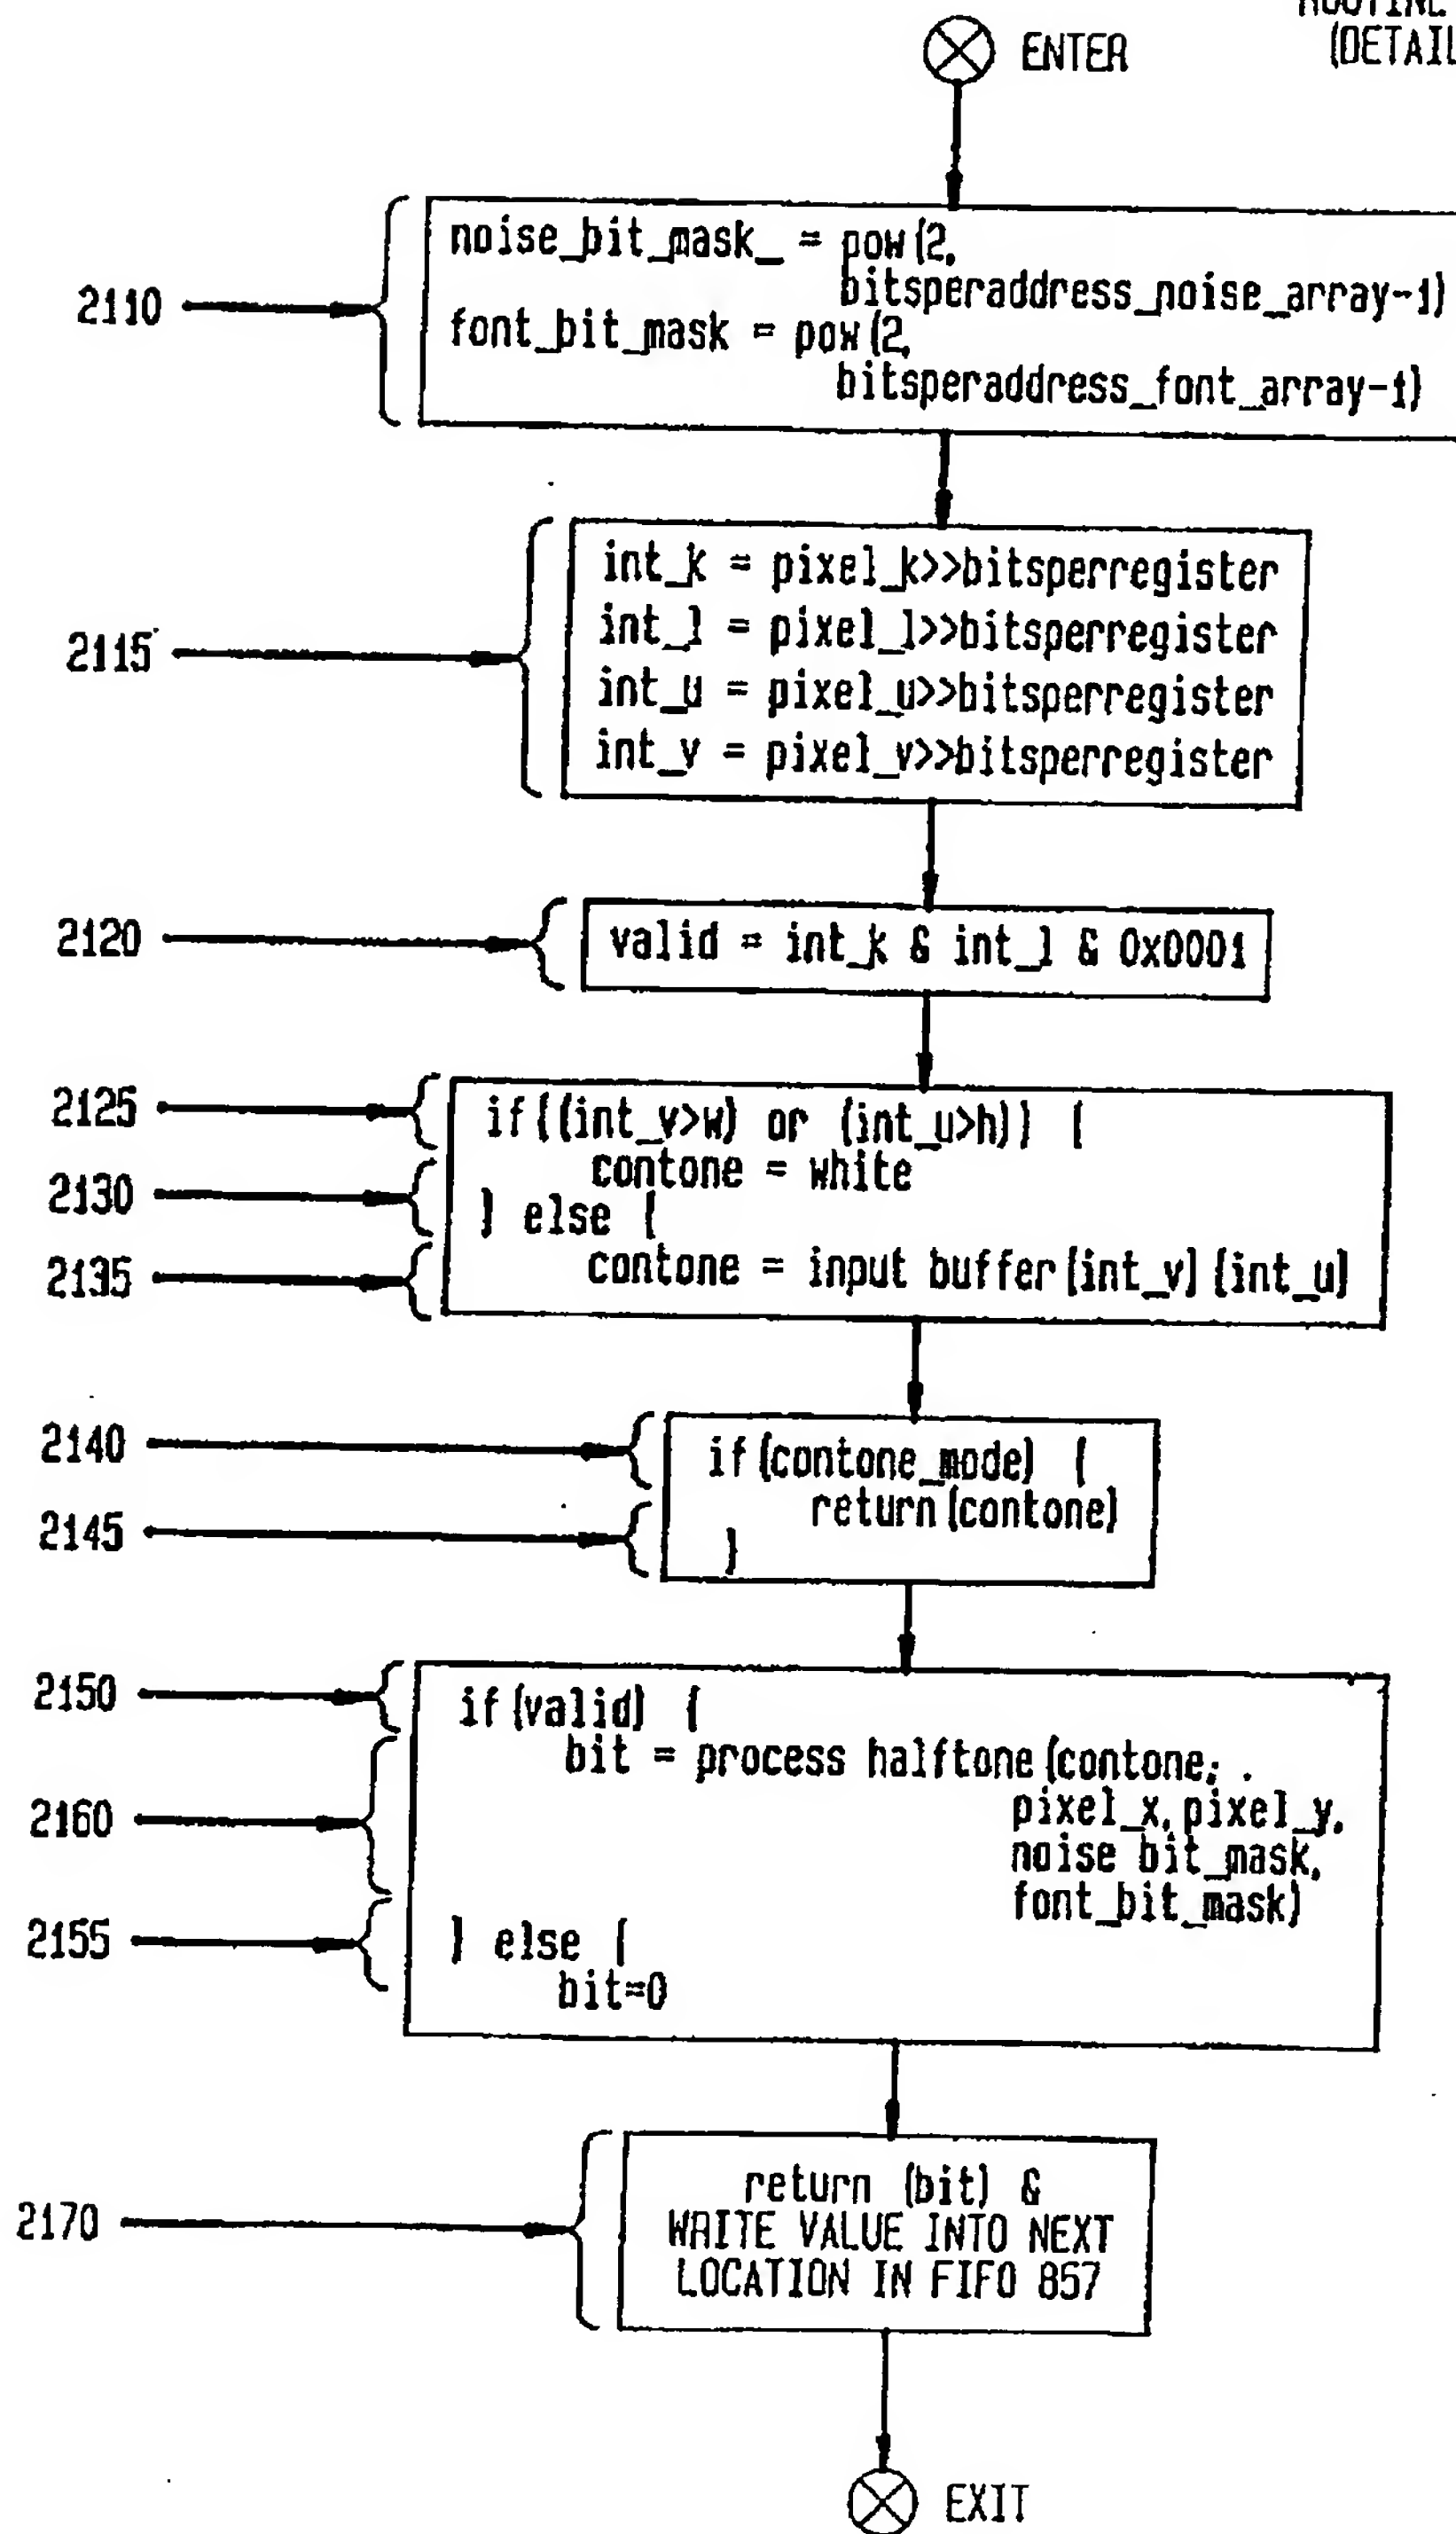 ROUTINE
(DETAIL
ENTER
2110
noise_bit_mask_ = pow(2,
bitsperaddress_noise_array-1)
font_bit_mask = pow(2,
bitsperaddress_font_array-1)
2115
int_k = pixel_k>>bitsperregister
int_l = pixel_l>>bitsperregister
int_u = pixel_u>>bitsperregister
int_v = pixel_v>>bitsperregister
2120
valid = int_k & int_l & 0x0001
2125
if((int_v>w) or (int_u>h)) {
contone = white
2130
} else {
2135
contone = input buffer[int_v] [int_u]
2140
if(contone_mode) {
return(contone)
2145
}
2150
if(valid) {
bit = process halftone(contone,
pixel_x, pixel_y,
2160
noise bit_mask,
font_bit_mask)
2155
} else {
bit=0
2170
return (bit) &
WRITE VALUE INTO NEXT
LOCATION IN FIFO 857
EXIT